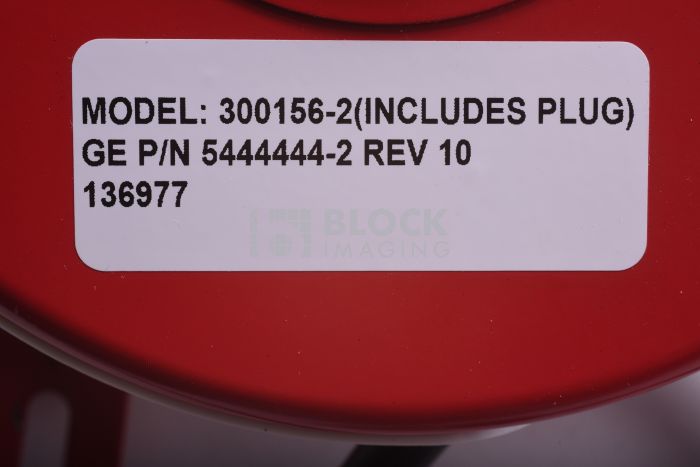 MODEL: 300156-2(INCLUDES PLUG)
GE P/N 5444444-2 REV 10
136977
BLOCK
IMAGING